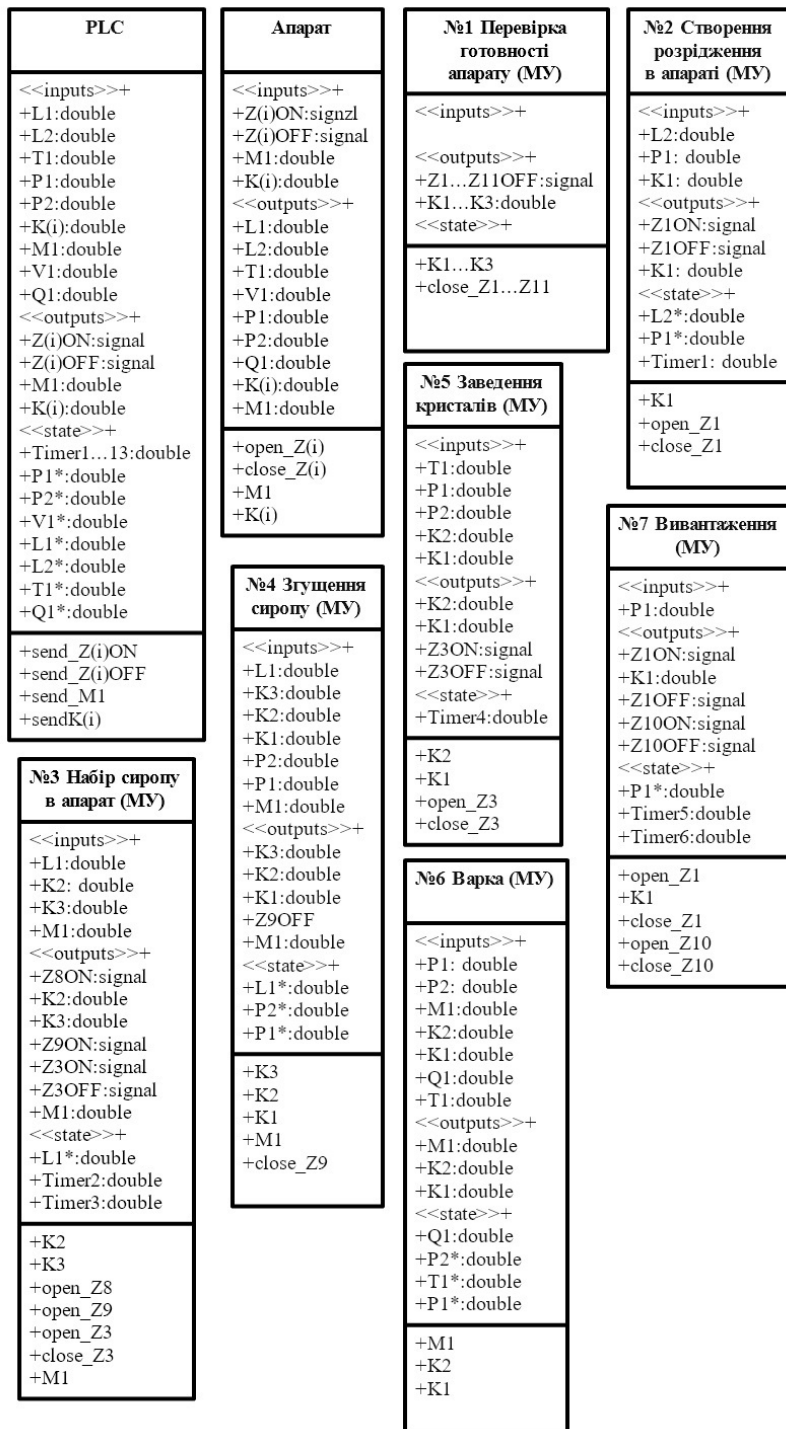 PLC
<<inputs>>+
+L1:double
+L2:double
+T1:double
+P1:double
+P2:double
+K(i):double
+M1:double
+V1:double
+Q1:double
<<outputs>>+
+Z(i)ON:signal
+Z(i)OFF:signal
+M1:double
+K(i):double
<<state>>+
+Timer1…13:double
+P1*:double
+P2*:double
+V1*:double
+L1*:double
+L2*:double
+T1*:double
+Q1*:double
+send_Z(i)ON
+send_Z(i)OFF
+send_M1
+sendK(i)
Апарат
<<inputs>>+
+Z(i)ON:signzl
+Z(i)OFF:signal
+M1:double
+K(i):double
<<outputs>>+
+L1:double
+L2:double
+T1:double
+V1:double
+P1:double
+P2:double
+Q1:double
+K(i):double
+M1:double
+open_Z(i)
+close_Z(i)
+M1
+K(i)
№1 Перевірка
готовності
апарату (МУ)
<<inputs>>+
<<outputs>>+
+Z1…Z11OFF:signal
+K1…K3:double
<<state>>+
+K1…K3
+close_Z1…Z11
№2 Створення
розрідження
в апараті (МУ)
<<inputs>>+
+L2:double
+P1: double
+K1: double
<<outputs>>+
+Z1ON:signal
+Z1OFF:signal
+K1: double
<<state>>+
+L2*:double
+P1*:double
+Timer1: double
+K1
+open_Z1
+close_Z1
№3 Набір сиропу
в апарат (МУ)
<<inputs>>+
+L1:double
+K2: double
+K3:double
+M1:double
<<outputs>>+
+Z8ON:signal
+K2:double
+K3:double
+Z9ON:signal
+Z3ON:signal
+Z3OFF:signal
+M1:double
<<state>>+
+L1*:double
+Timer2:double
+Timer3:double
+K2
+K3
+open_Z8
+open_Z9
+open_Z3
+close_Z3
+M1
№4 Згущення
сиропу (МУ)
<<inputs>>+
+L1:double
+K3:double
+K2:double
+K1:double
+P2:double
+P1:double
+M1:double
<<outputs>>+
+K3:double
+K2:double
+K1:double
+Z9OFF
+M1:double
<<state>>+
+L1*:double
+P2*:double
+P1*:double
+K3
+K2
+K1
+M1
+close_Z9
№5 Заведення
кристалів (МУ)
<<inputs>>+
+T1:double
+P1:double
+P2:double
+K2:double
+K1:double
<<outputs>>+
+K2:double
+K1:double
+Z3ON:signal
+Z3OFF:signal
<<state>>+
+Timer4:double
+K2
+K1
+open_Z3
+close_Z3
№6 Варка (МУ)
<<inputs>>+
+P1: double
+P2: double
+M1:double
+K2:double
+K1:double
+Q1:double
+T1:double
<<outputs>>+
+M1:double
+K2:double
+K1:double
<<state>>+
+Q1:double
+P2*:double
+T1*:double
+P1*:double
+M1
+K2
+K1
№7 Вивантаження
(МУ)
<<inputs>>+
+P1:double
<<outputs>>+
+Z1ON:signal
+K1:double
+Z1OFF:signal
+Z10ON:signal
+Z10OFF:signal
<<state>>+
+P1*:double
+Timer5:double
+Timer6:double
+open_Z1
+K1
+close_Z1
+open_Z10
+close_Z10